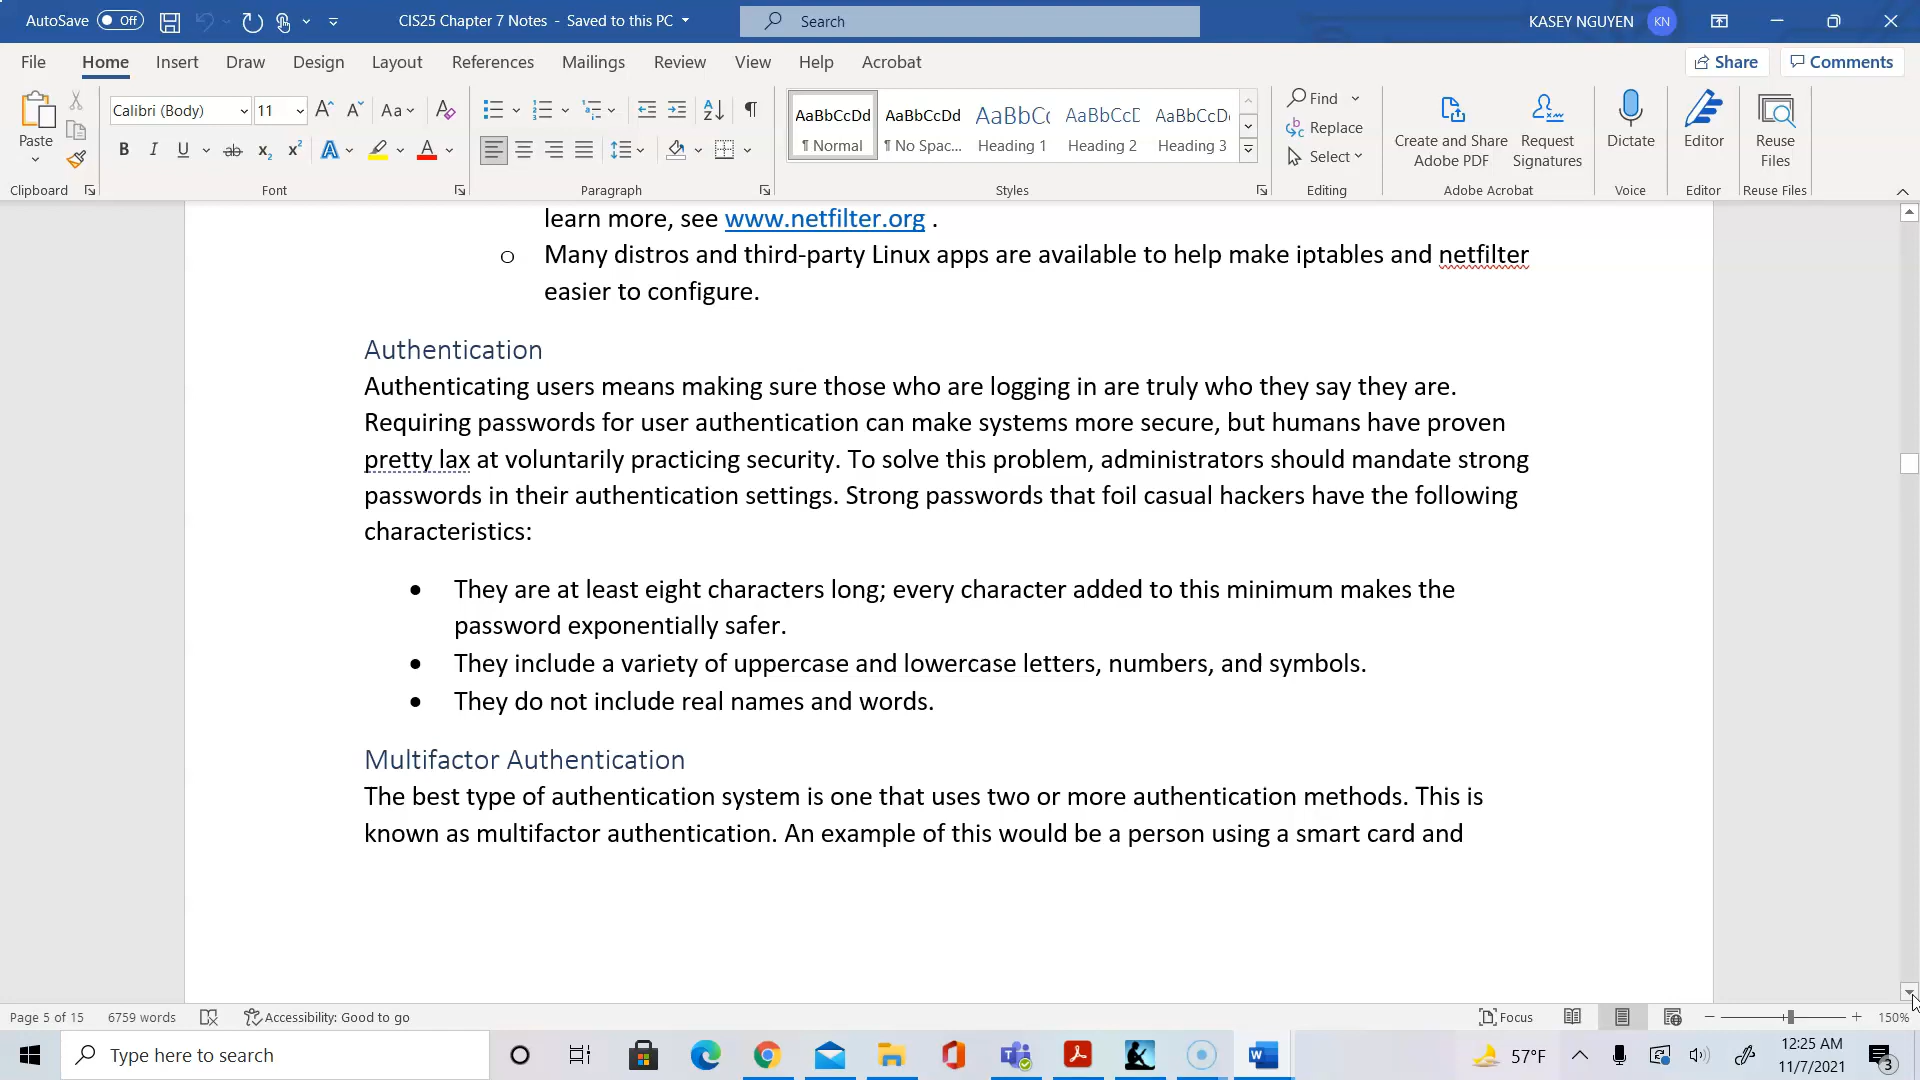 AutoSave Off CIS25 Chapter 7 Notes - Saved to this PC Search KASEY NGUYEN KN
File Home Insert Draw Design Layout References Mailings Review View Help Acrobat Share Comments
Calibri (Body) 11 Aa AaBbCcDd AaBbCcDd AaBbCc AaBbCcD AaBbCcD Find
Paste ¶ Normal ¶ No Spac... Heading 1 Heading 2 Heading 3 Replace
Select
Create and Share Adobe PDF Request Signatures Dictate Editor Reuse Files
Clipboard Font Paragraph Styles Editing Adobe Acrobat Voice Editor Reuse Files
learn more, see www.netfilter.org .
o Many distros and third-party Linux apps are available to help make iptables and netfilter
easier to configure.
Authentication
Authenticating users means making sure those who are logging in are truly who they say they are.
Requiring passwords for user authentication can make systems more secure, but humans have proven
pretty lax at voluntarily practicing security. To solve this problem, administrators should mandate strong
passwords in their authentication settings. Strong passwords that foil casual hackers have the following
characteristics:
• They are at least eight characters long; every character added to this minimum makes the
password exponentially safer.
• They include a variety of uppercase and lowercase letters, numbers, and symbols.
• They do not include real names and words.
Multifactor Authentication
The best type of authentication system is one that uses two or more authentication methods. This is
known as multifactor authentication. An example of this would be a person using a smart card and
Page 5 of 15 6759 words Accessibility: Good to go Focus 150%
Type here to search 57°F 12:25 AM
11/7/2021 3